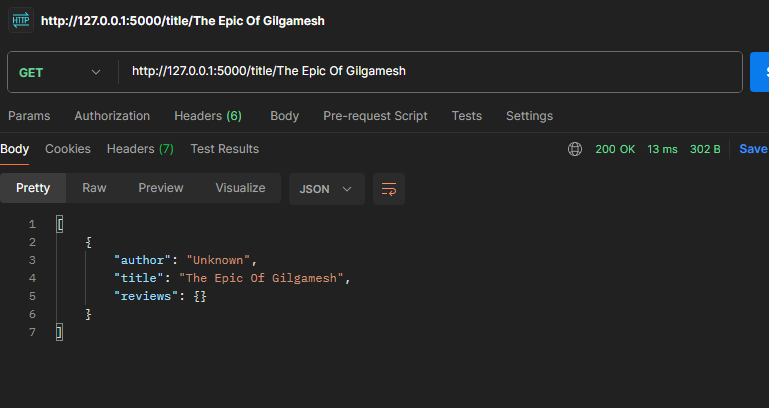 HTTP http://127.0.0.1:5000/title/The Epic Of Gilgamesh
GET http://127.0.0.1:5000/title/The Epic Of Gilgamesh
Params Authorization Headers (6) Body Pre-request Script Tests Settings
Body Cookies Headers (7) Test Results 200 OK 13 ms 302 B Save
Pretty Raw Preview Visualize JSON
1 [
2 {
3 "author": "Unknown",
4 "title": "The Epic Of Gilgamesh",
5 "reviews": {}
6 }
7 ]